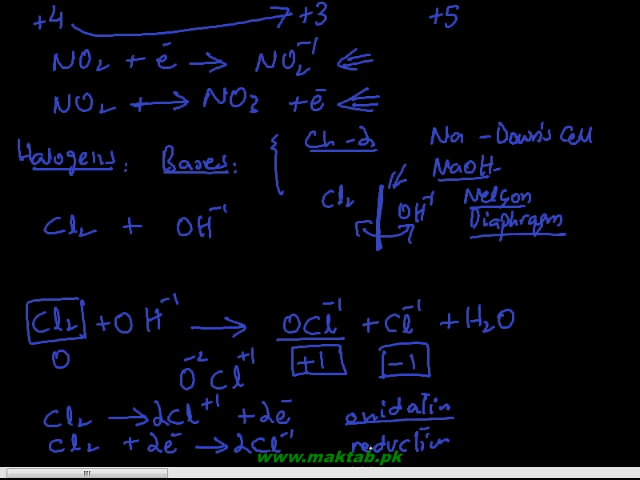 +4 +3 +5
NO₂ + e⁻ → NO₂⁻¹
NO₂ + → NO3 + e⁻
Halogens: Bases: { Ch-2 Na - Down's Cell
NaOH-
Cl₂ OH⁻¹ Nelson
Diaphragm
Cl₂ + OH⁻¹
Cl₂ + OH⁻¹ → OCl⁻¹ + Cl⁻¹ + H₂O
0 +1 -1
O⁻² Cl⁺¹
Cl₂ → 2Cl⁺¹ + 2e⁻ oxidation
Cl₂ + 2e⁻ → 2Cl⁻¹ reduction
www.maktab.pk